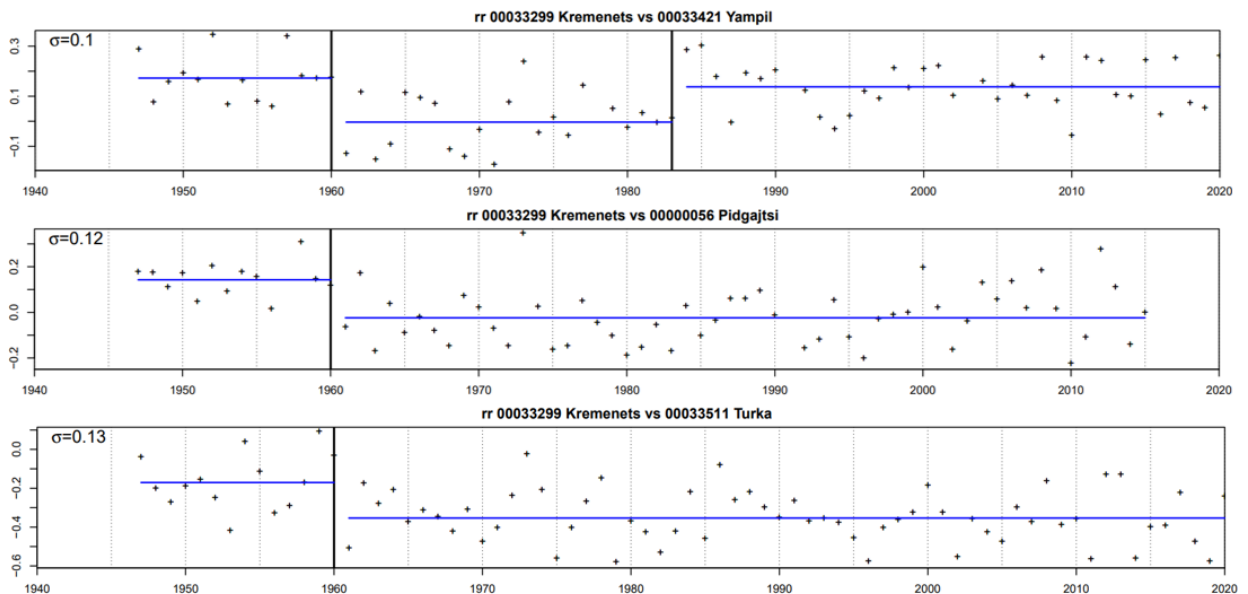 rr 00033299 Kremenets vs 00033421 Yampil
σ=0.1
0.3
0.1
−0.1
1940 1950 1960 1970 1980 1990 2000 2010 2020
rr 00033299 Kremenets vs 00000056 Pidgajtsi
σ=0.12
0.2
0.0
−0.2
1940 1950 1960 1970 1980 1990 2000 2010 2020
rr 00033299 Kremenets vs 00033511 Turka
σ=0.13
0.0
−0.2
−0.4
−0.6
1940 1950 1960 1970 1980 1990 2000 2010 2020